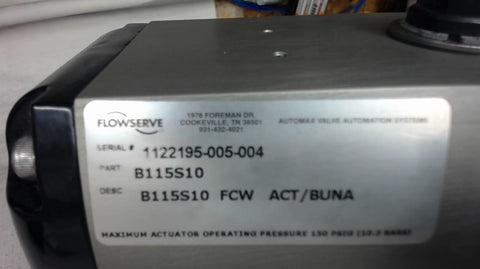 FLOWSERVE
1978 FOREMAN DR.
COOKEVILLE, TN 38501
931-432-4021
AUTOMAX VALVE AUTOMATION SYSTEMS
SERIAL # 1122195-005-004
PART B115S10
DESC B115S10 FCW ACT/BUNA
MAXIMUM ACTUATOR OPERATING PRESSURE 150 PSIG (10.3 BARG)